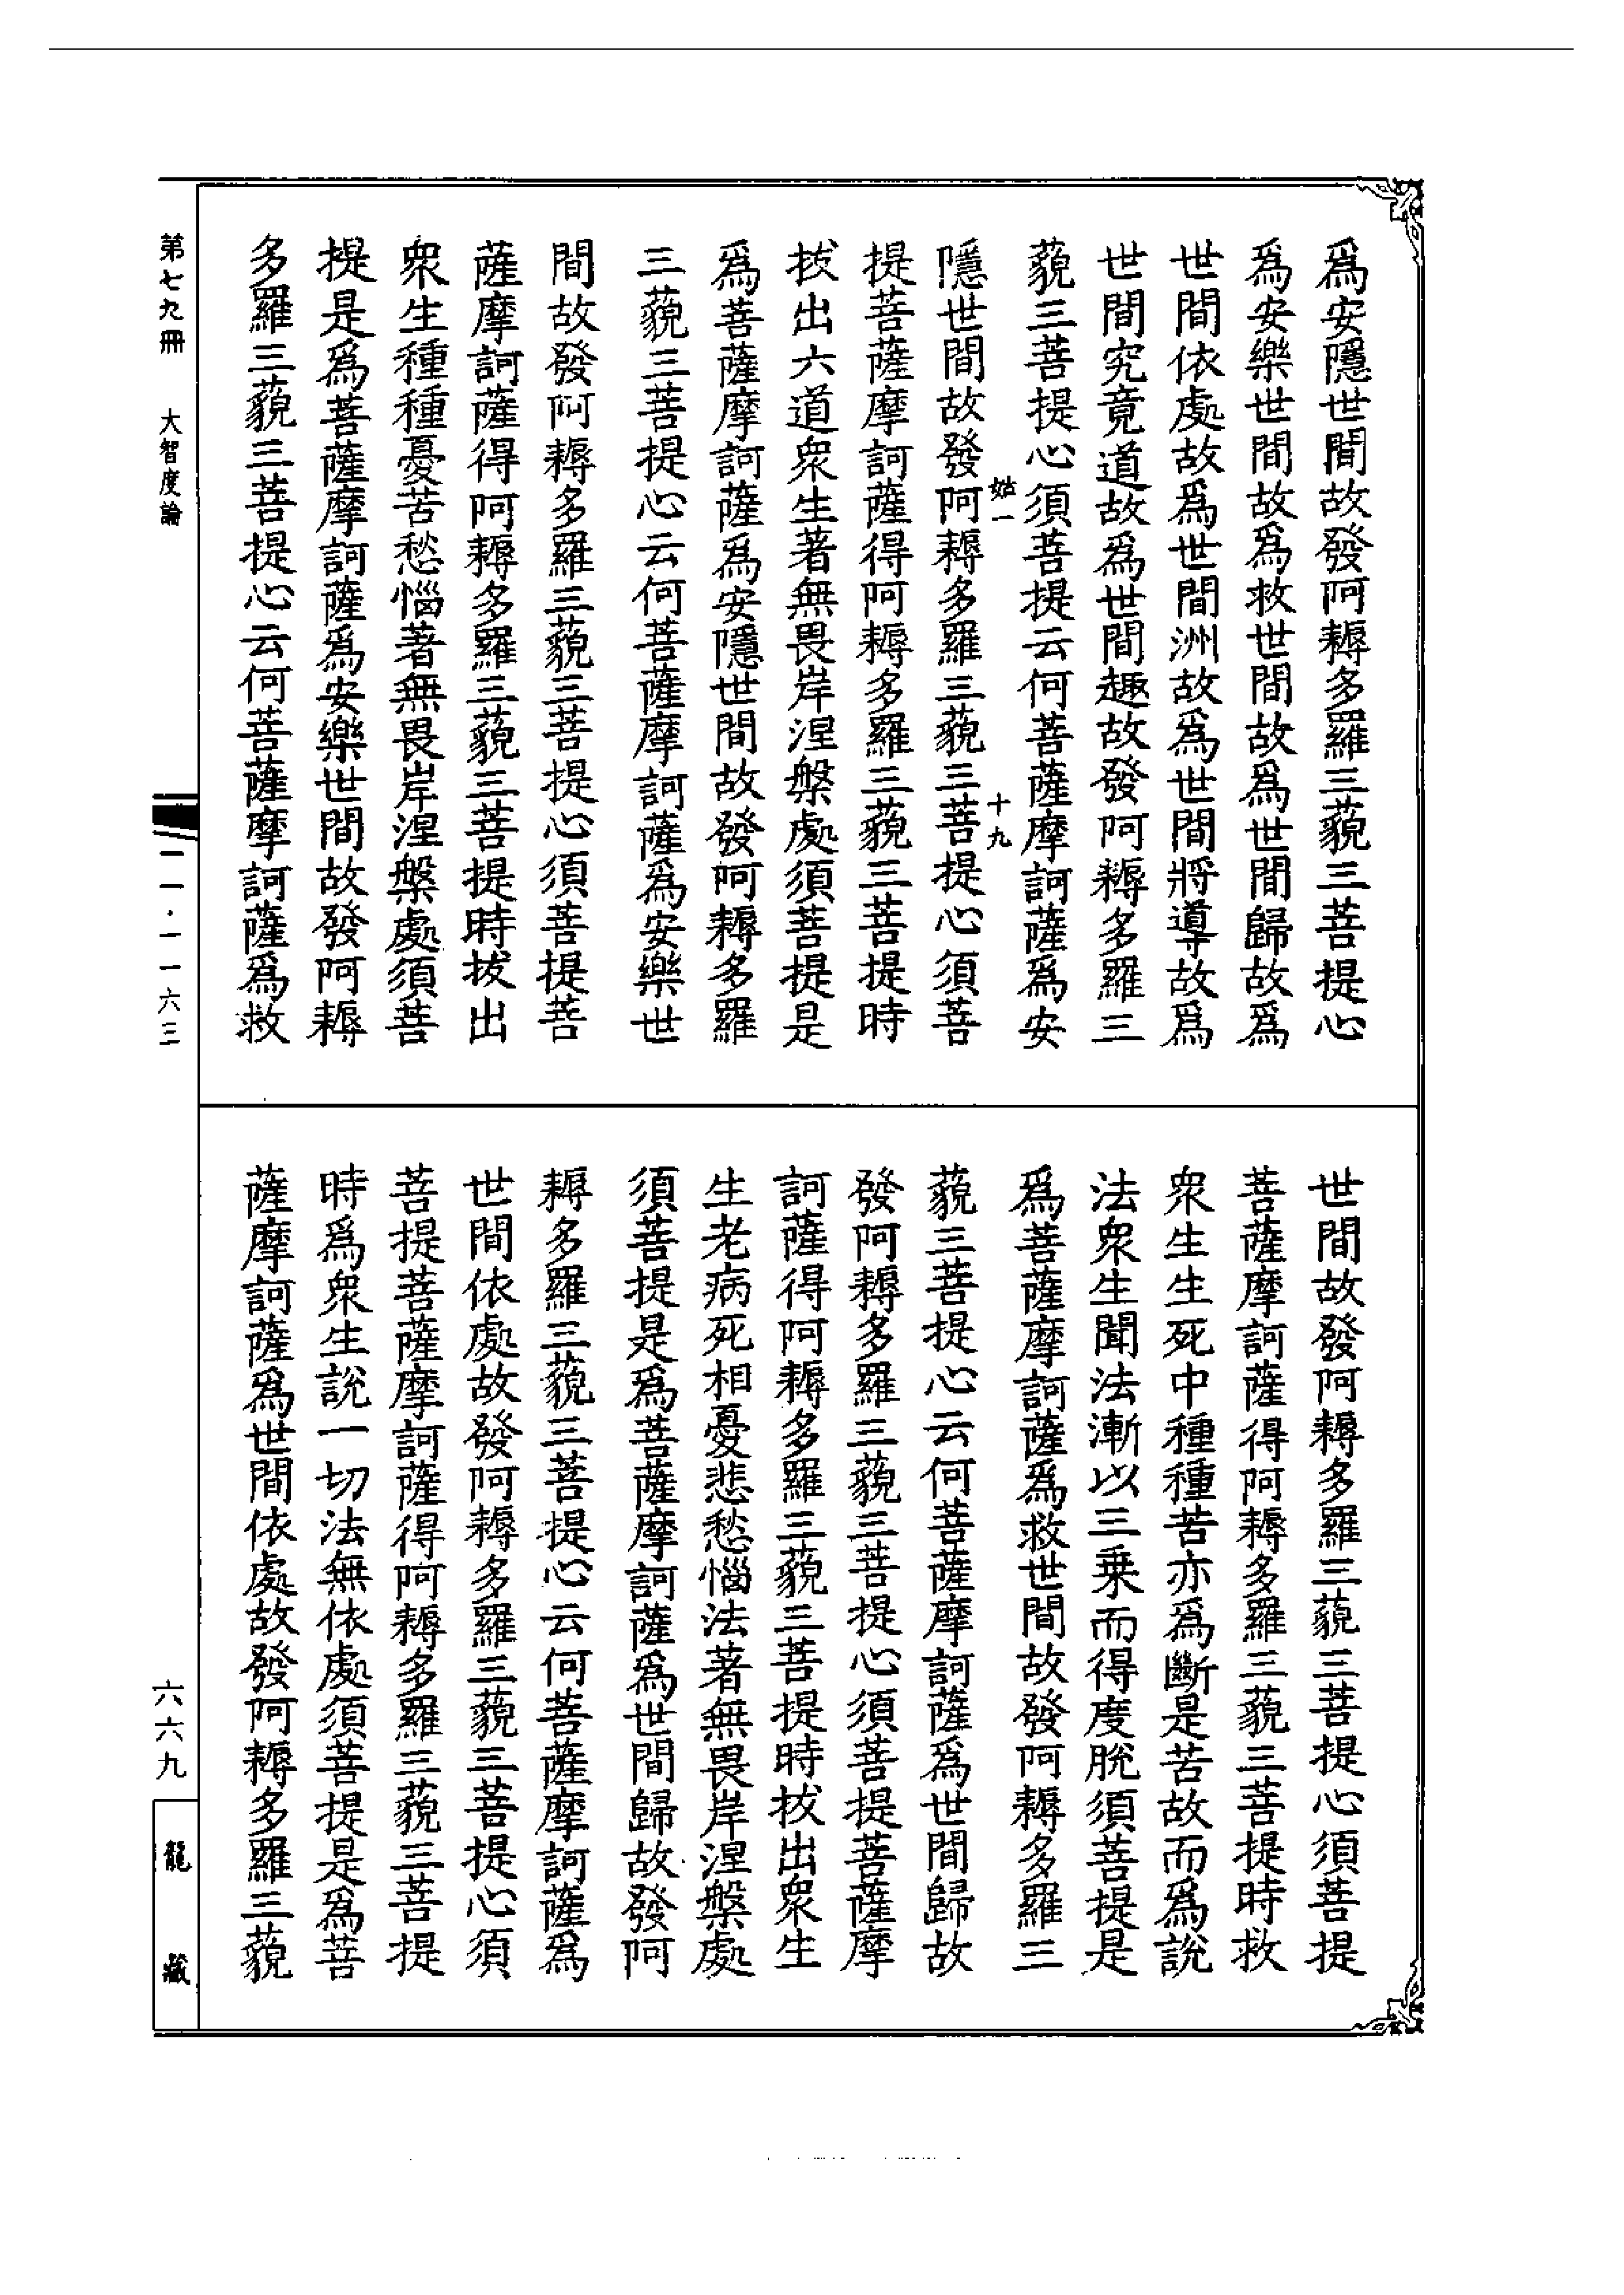 爲安隱世間故發阿耨多羅三藐三菩提心
爲安樂世間故爲救世間故爲世間歸故爲
世間依處故爲世間洲故爲世間將導故爲
世間究竟道故爲世間趣故發阿耨多羅三
藐三菩提心須菩提云何菩薩摩訶薩爲安
姑一 十九
隱世間故發阿耨多羅三藐三菩提心須菩
提菩薩摩訶薩得阿耨多羅三藐三菩提時
拔出六道衆生著無畏岸涅槃處須菩提是
爲菩薩摩訶薩爲安隱世間故發阿耨多羅
三藐三菩提心云何菩薩摩訶薩爲安樂世
間故發阿耨多羅三藐三菩提心須菩提菩
薩摩訶薩得阿耨多羅三藐三菩提時拔出
衆生種種憂苦愁惱著無畏岸涅槃處須菩
提是爲菩薩摩訶薩爲安樂世間故發阿耨
多羅三藐三菩提心云何菩薩摩訶薩爲救
世間故發阿耨多羅三藐三菩提心須菩提
菩薩摩訶薩得阿耨多羅三藐三菩提時救
衆生生死中種種苦亦爲斷是苦故而爲說
法衆生聞法漸以三乗而得度脫須菩提是
爲菩薩摩訶薩爲救世間故發阿耨多羅三
藐三菩提心云何菩薩摩訶薩爲世間歸故
發阿耨多羅三藐三菩提心須菩提菩薩摩
訶薩得阿耨多羅三藐三菩提時拔出衆生
生老病死相憂悲愁惱法著無畏岸涅槃處
須菩提是爲菩薩摩訶薩爲世間歸故發阿
耨多羅三藐三菩提心云何菩薩摩訶薩爲
世間依處故發阿耨多羅三藐三菩提心須
菩提菩薩摩訶薩得阿耨多羅三藐三菩提
時爲衆生說一切法無依處須菩提是爲菩
薩摩訶薩爲世間依處故發阿耨多羅三藐
第七九冊 大智度論
一一·一一六三
六六九
龍藏